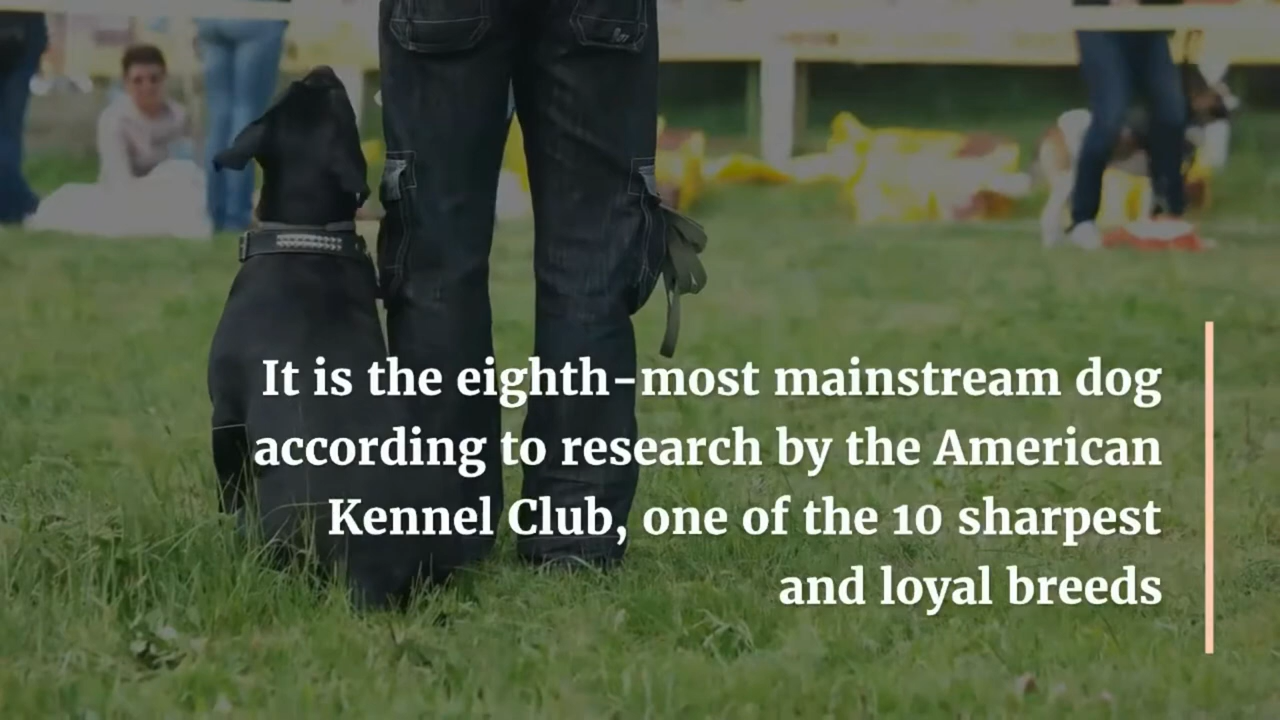 It is the eighth-most mainstream dog
according to research by the American
Kennel Club, one of the 10 sharpest
and loyal breeds